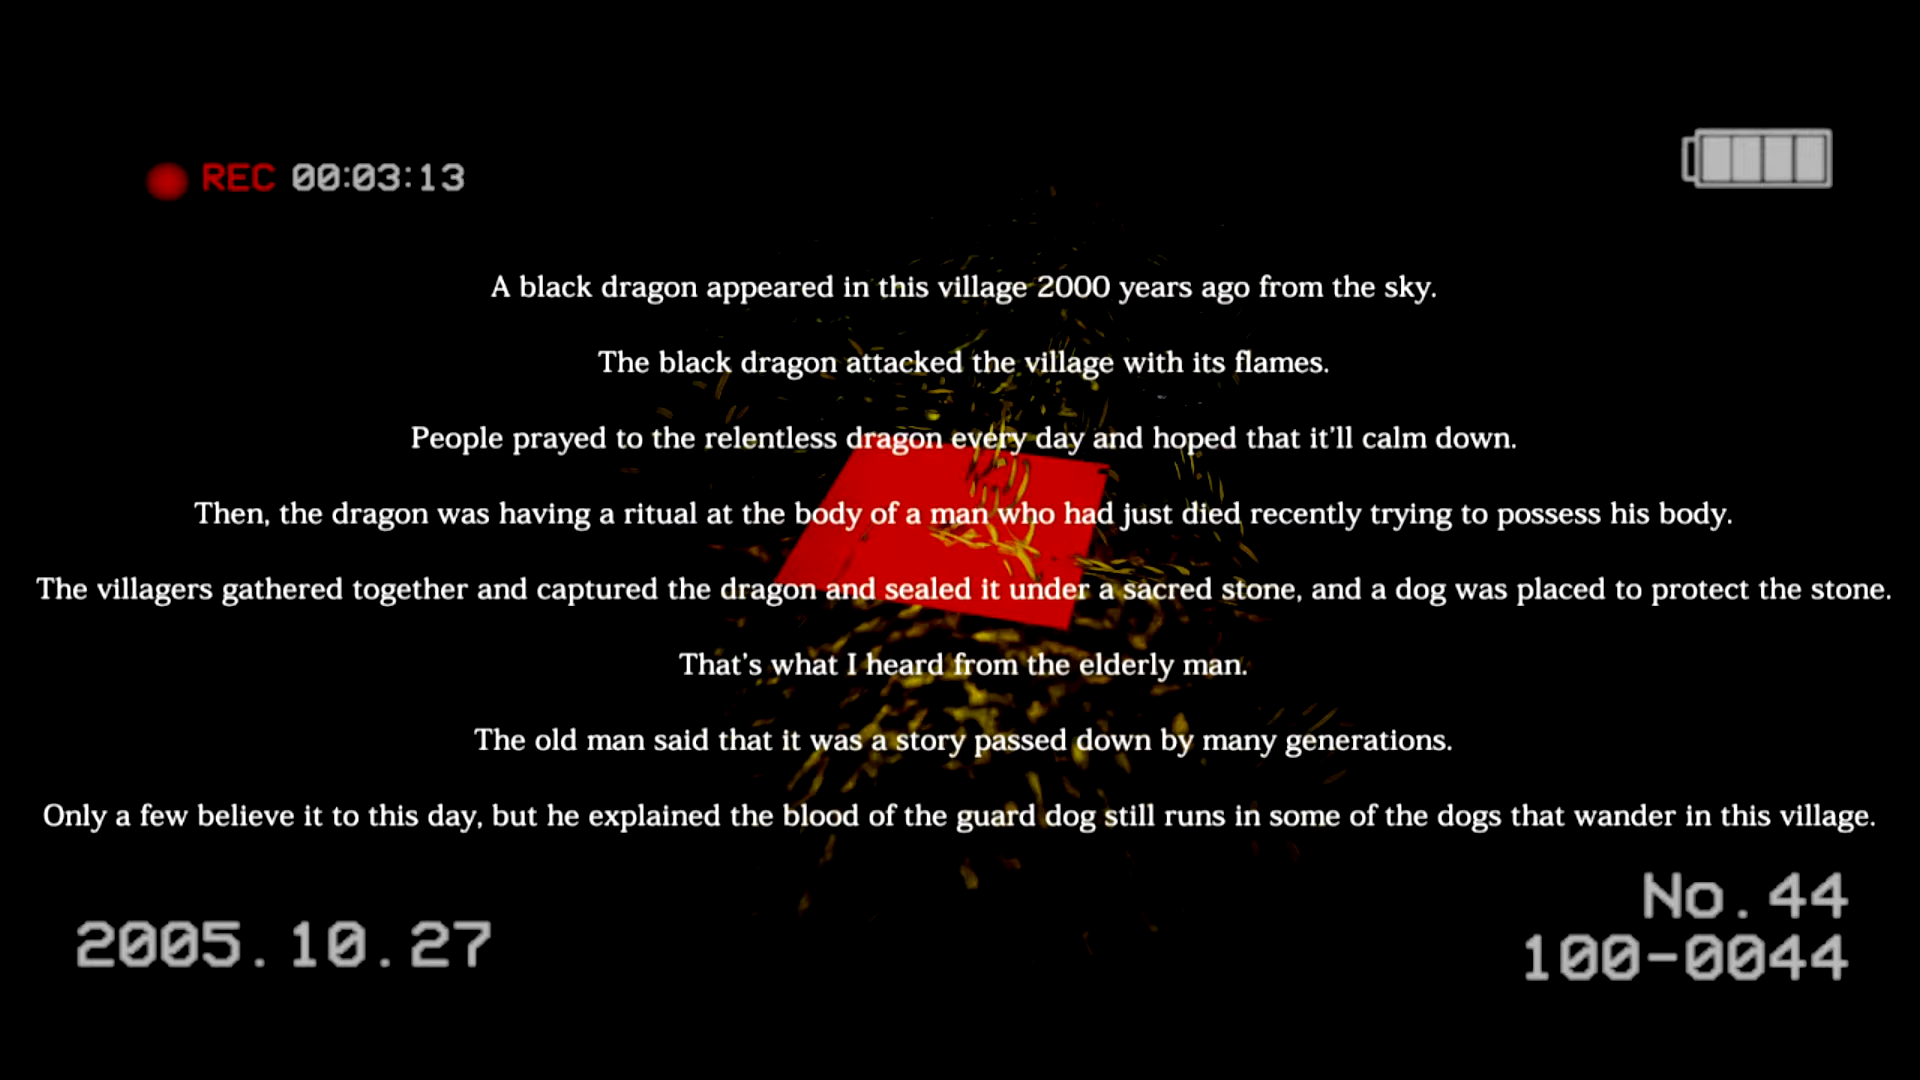 REC 00:03:13
A black dragon appeared in this village 2000 years ago from the sky.
The black dragon attacked the village with its flames.
People prayed to the relentless dragon every day and hoped that it'll calm down.
Then, the dragon was having a ritual at the body of a man who had just died recently trying to possess his body.
The villagers gathered together and captured the dragon and sealed it under a sacred stone, and a dog was placed to protect the stone.
That's what I heard from the elderly man.
The old man said that it was a story passed down by many generations.
Only a few believe it to this day, but he explained the blood of the guard dog still runs in some of the dogs that wander in this village.
2005.10.27
No.44
100-0044